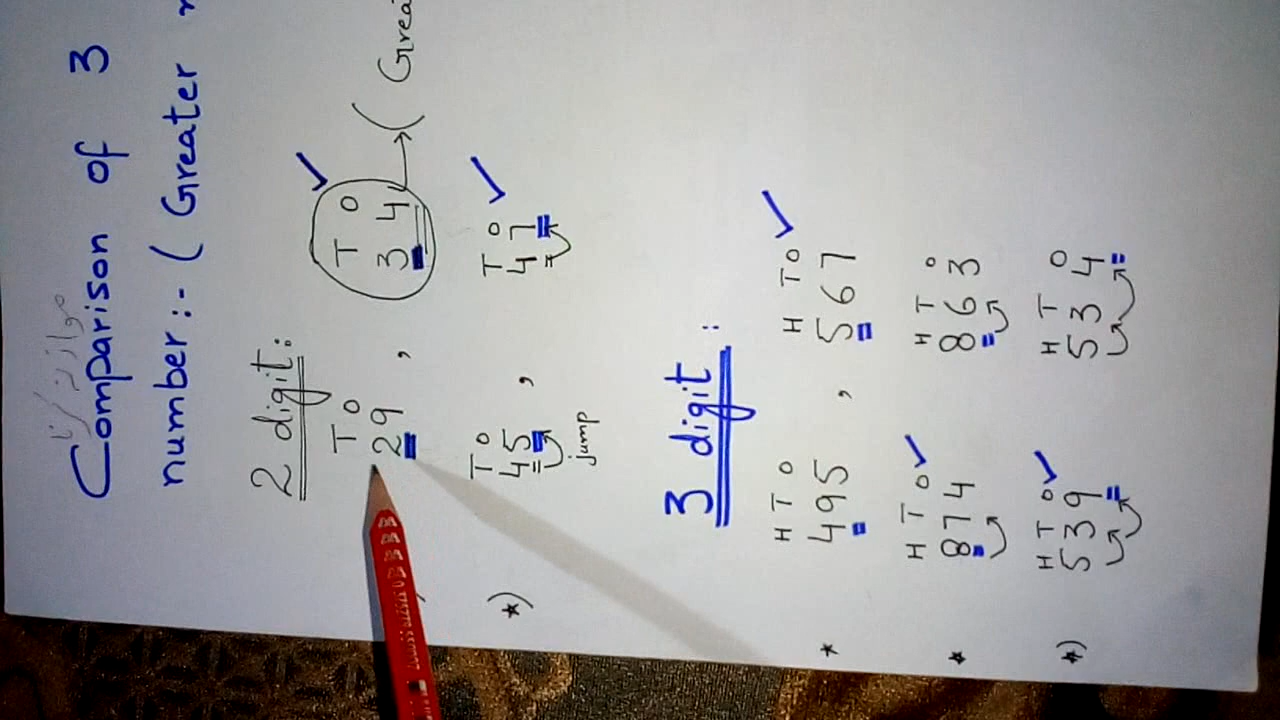 موازنہ کرنا
Comparison of 3
number:- ( Greater
2 digit:
T O T O
29 , 34 → ( Grea
T O T O
*) 45 , 47
jump
3 digit :
H T O H T O
* 495 , 567
H T O H T O
* 874 863
H T O H T O
*) 539 534